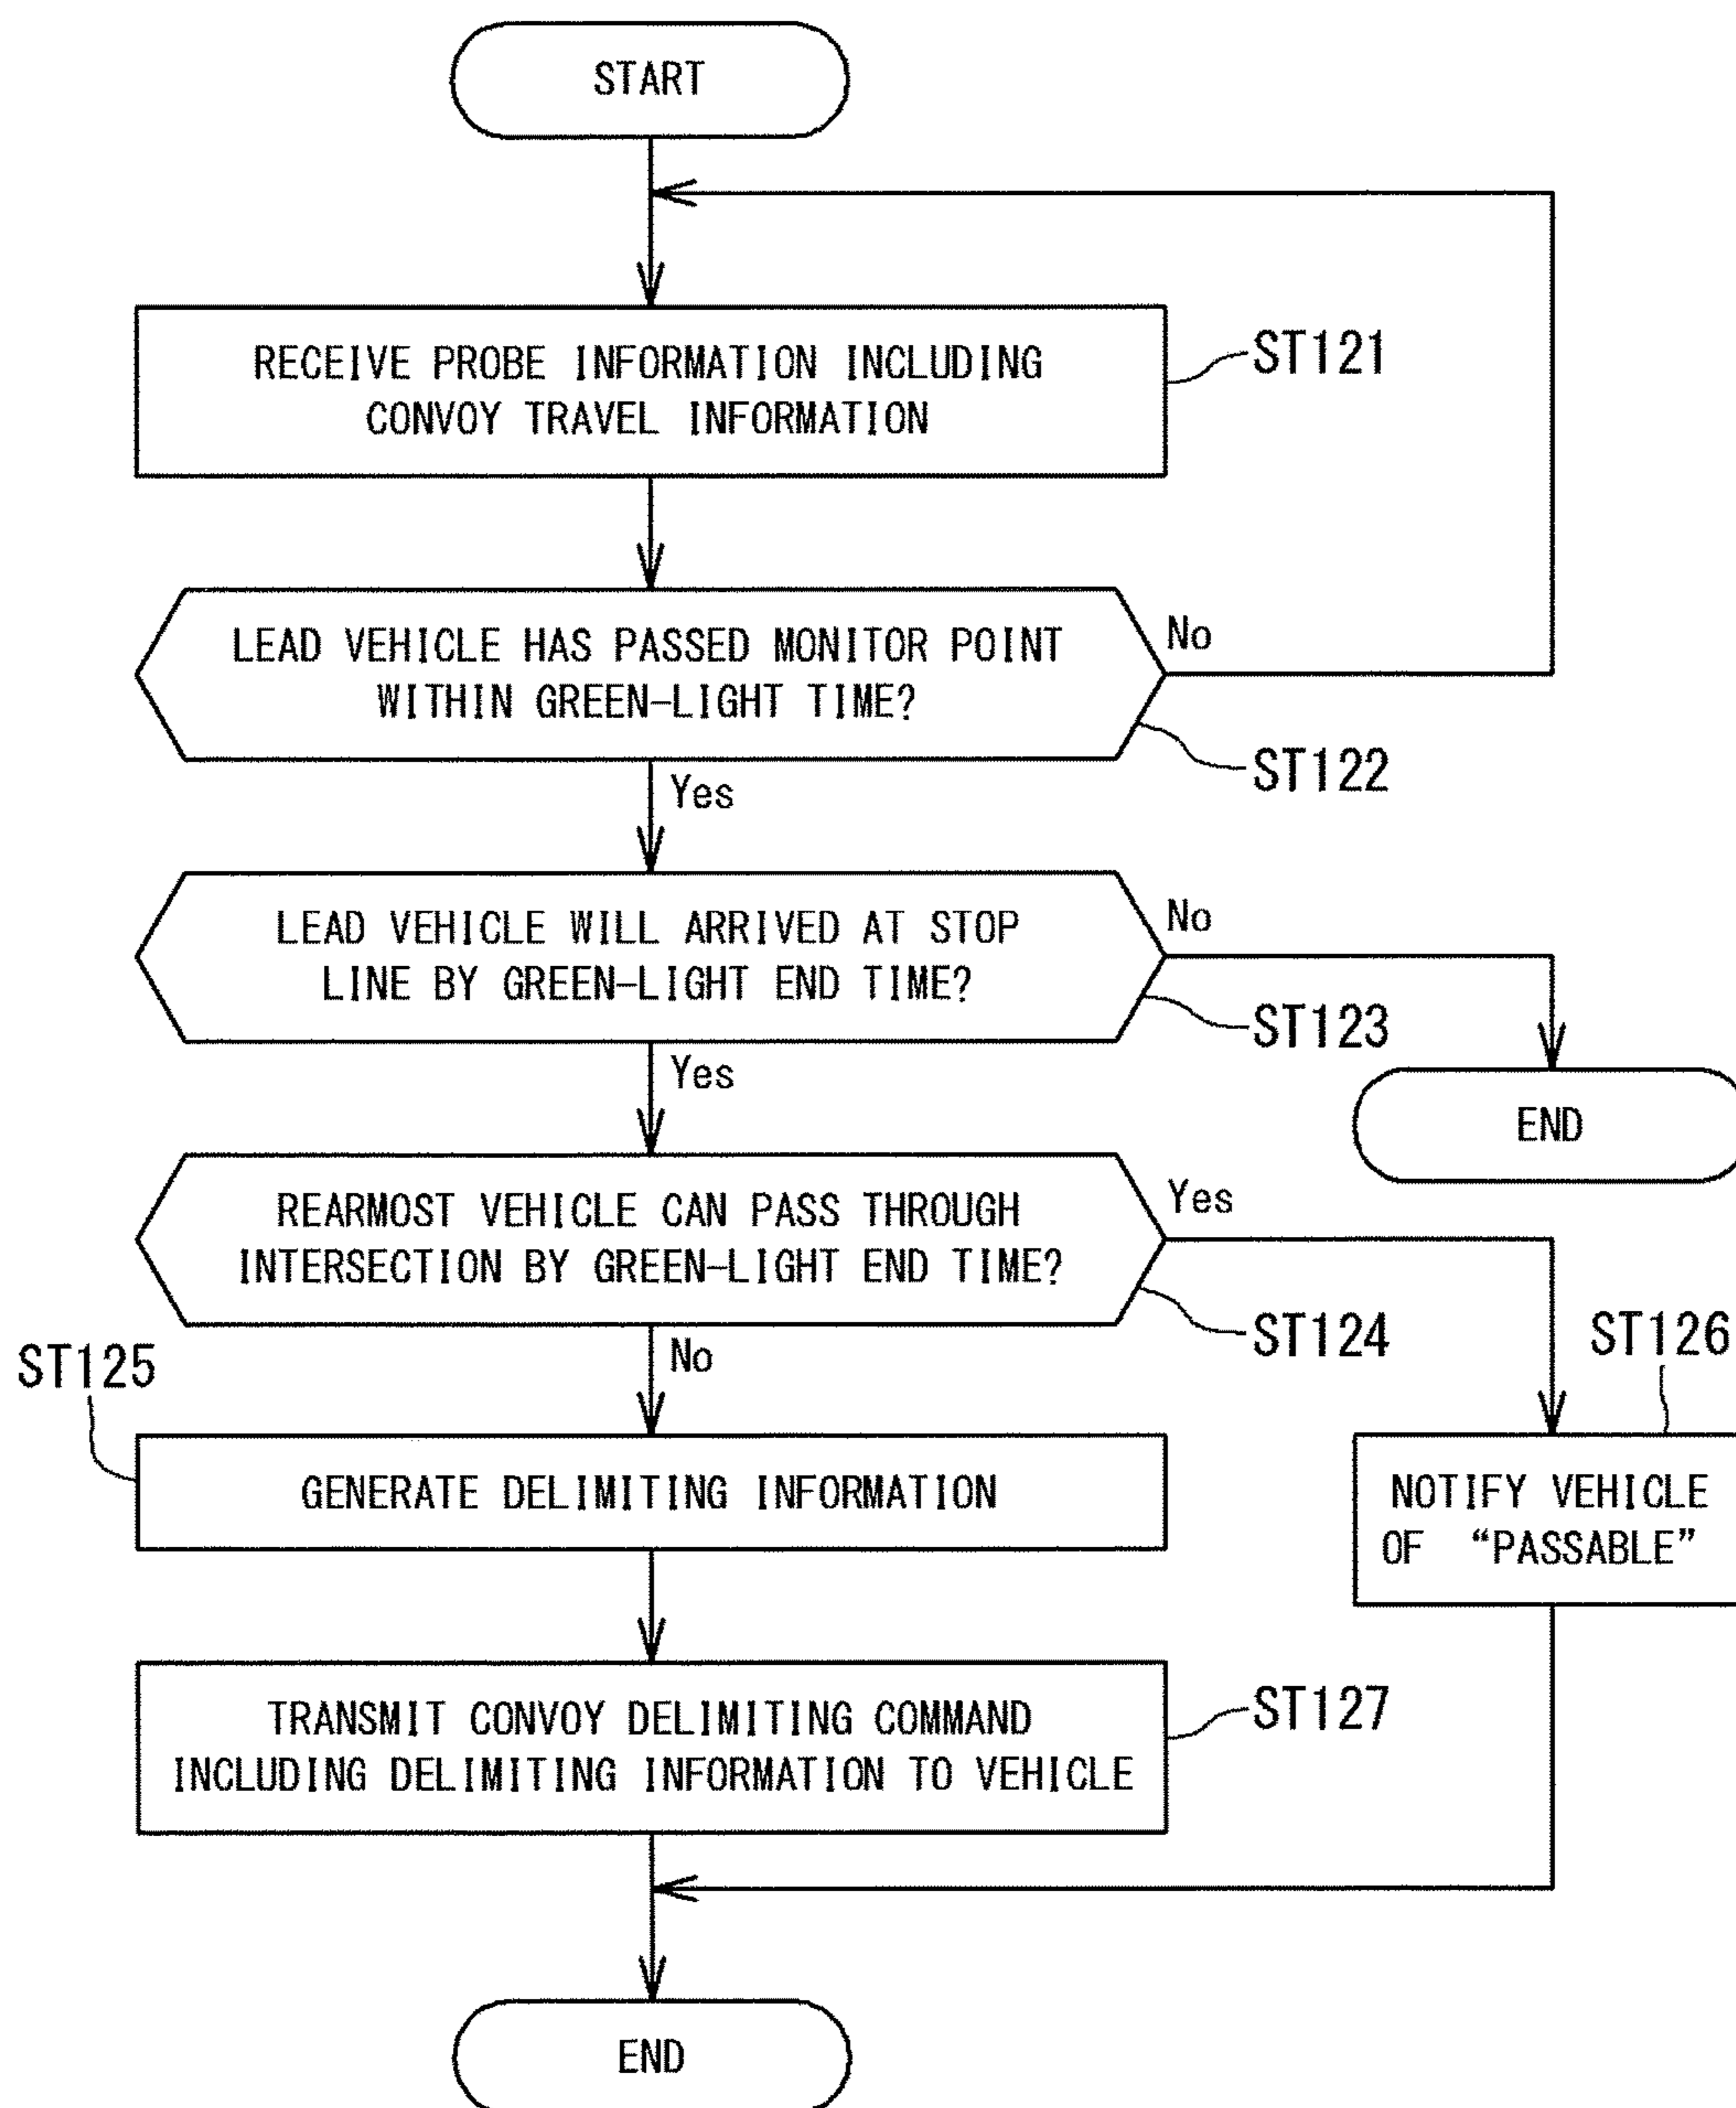 START
RECEIVE PROBE INFORMATION INCLUDING
CONVOY TRAVEL INFORMATION
ST121
LEAD VEHICLE HAS PASSED MONITOR POINT
WITHIN GREEN-LIGHT TIME?
No
ST122
Yes
LEAD VEHICLE WILL ARRIVED AT STOP
LINE BY GREEN-LIGHT END TIME?
No
ST123
Yes
END
REARMOST VEHICLE CAN PASS THROUGH
INTERSECTION BY GREEN-LIGHT END TIME?
Yes
ST124
No
ST125
ST126
GENERATE DELIMITING INFORMATION
NOTIFY VEHICLE
OF “PASSABLE”
TRANSMIT CONVOY DELIMITING COMMAND
INCLUDING DELIMITING INFORMATION TO VEHICLE
ST127
END